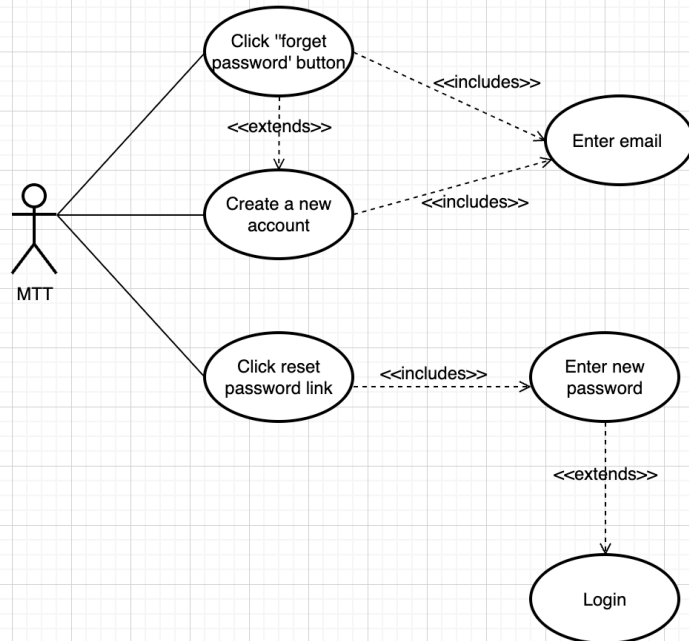 Click "forget
password' button
<<includes>>
Enter email
<<extends>>
Create a new
account
<<includes>>
MTT
Click reset
password link
<<includes>>
Enter new
password
<<extends>>
Login